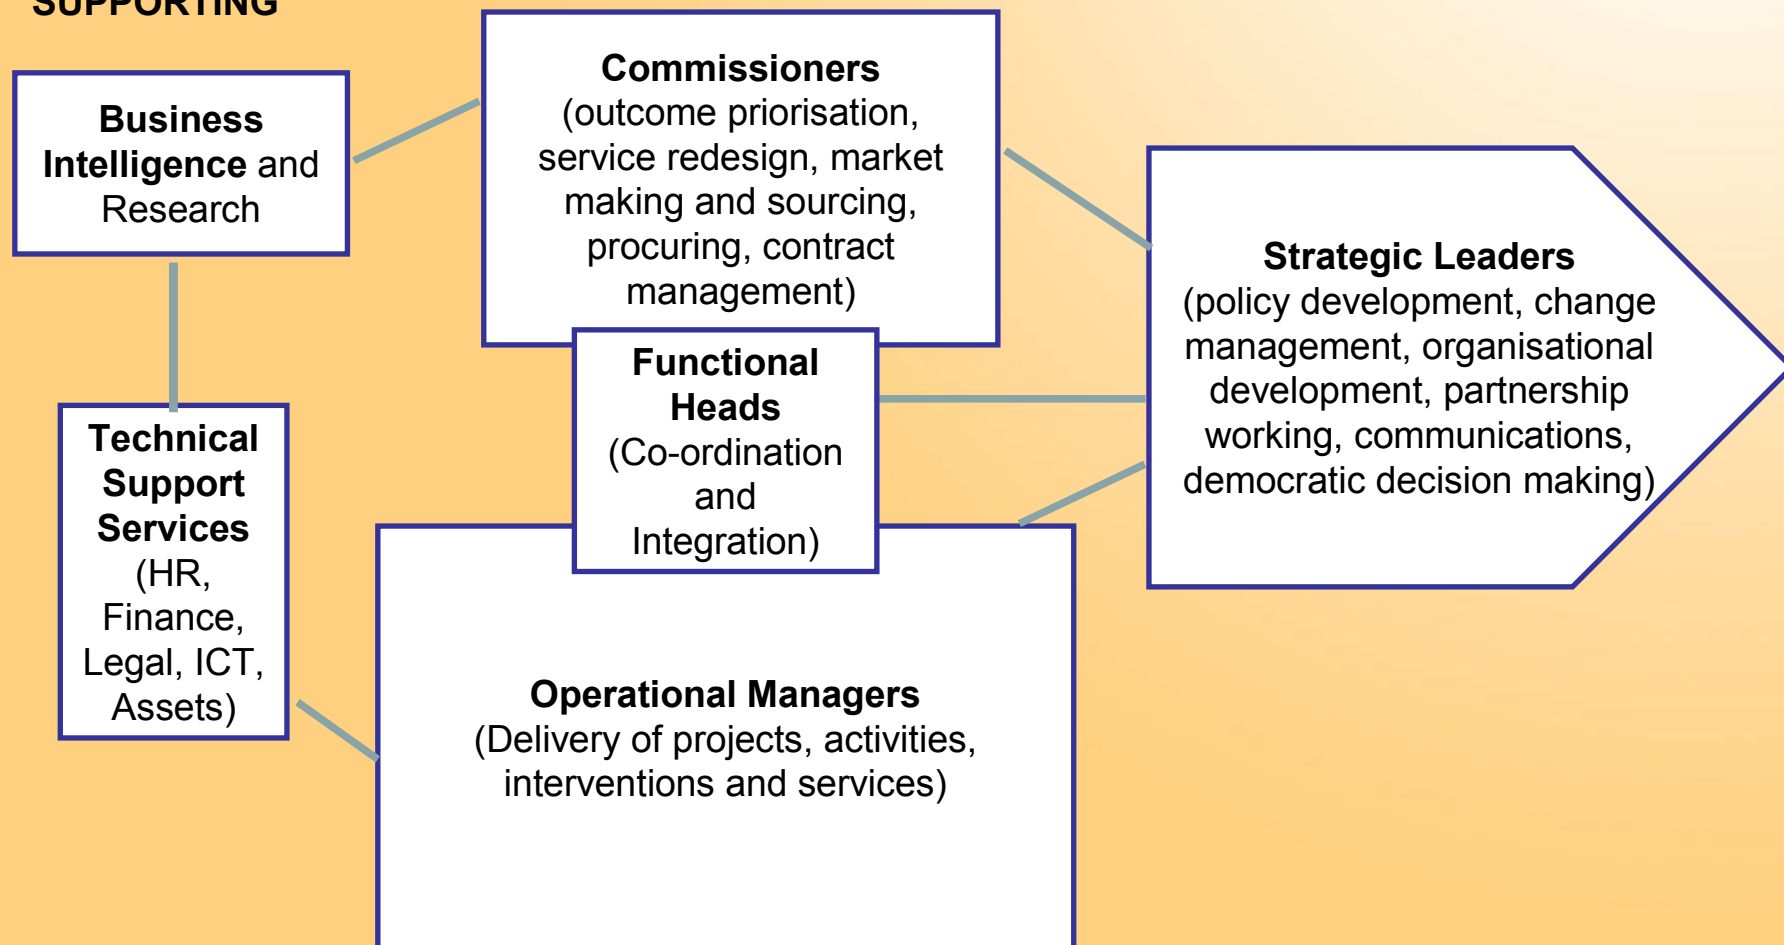 SUPPORTING
Business
Intelligence and
Research
Commissioners
(outcome priorisation,
service redesign, market
making and sourcing,
procuring, contract
management)
Strategic Leaders
(policy development, change
management, organisational
development, partnership
working, communications,
democratic decision making)
Functional
Heads
(Co-ordination
and
Integration)
Technical
Support
Services
(HR,
Finance,
Legal, ICT,
Assets)
Operational Managers
(Delivery of projects, activities,
interventions and services)